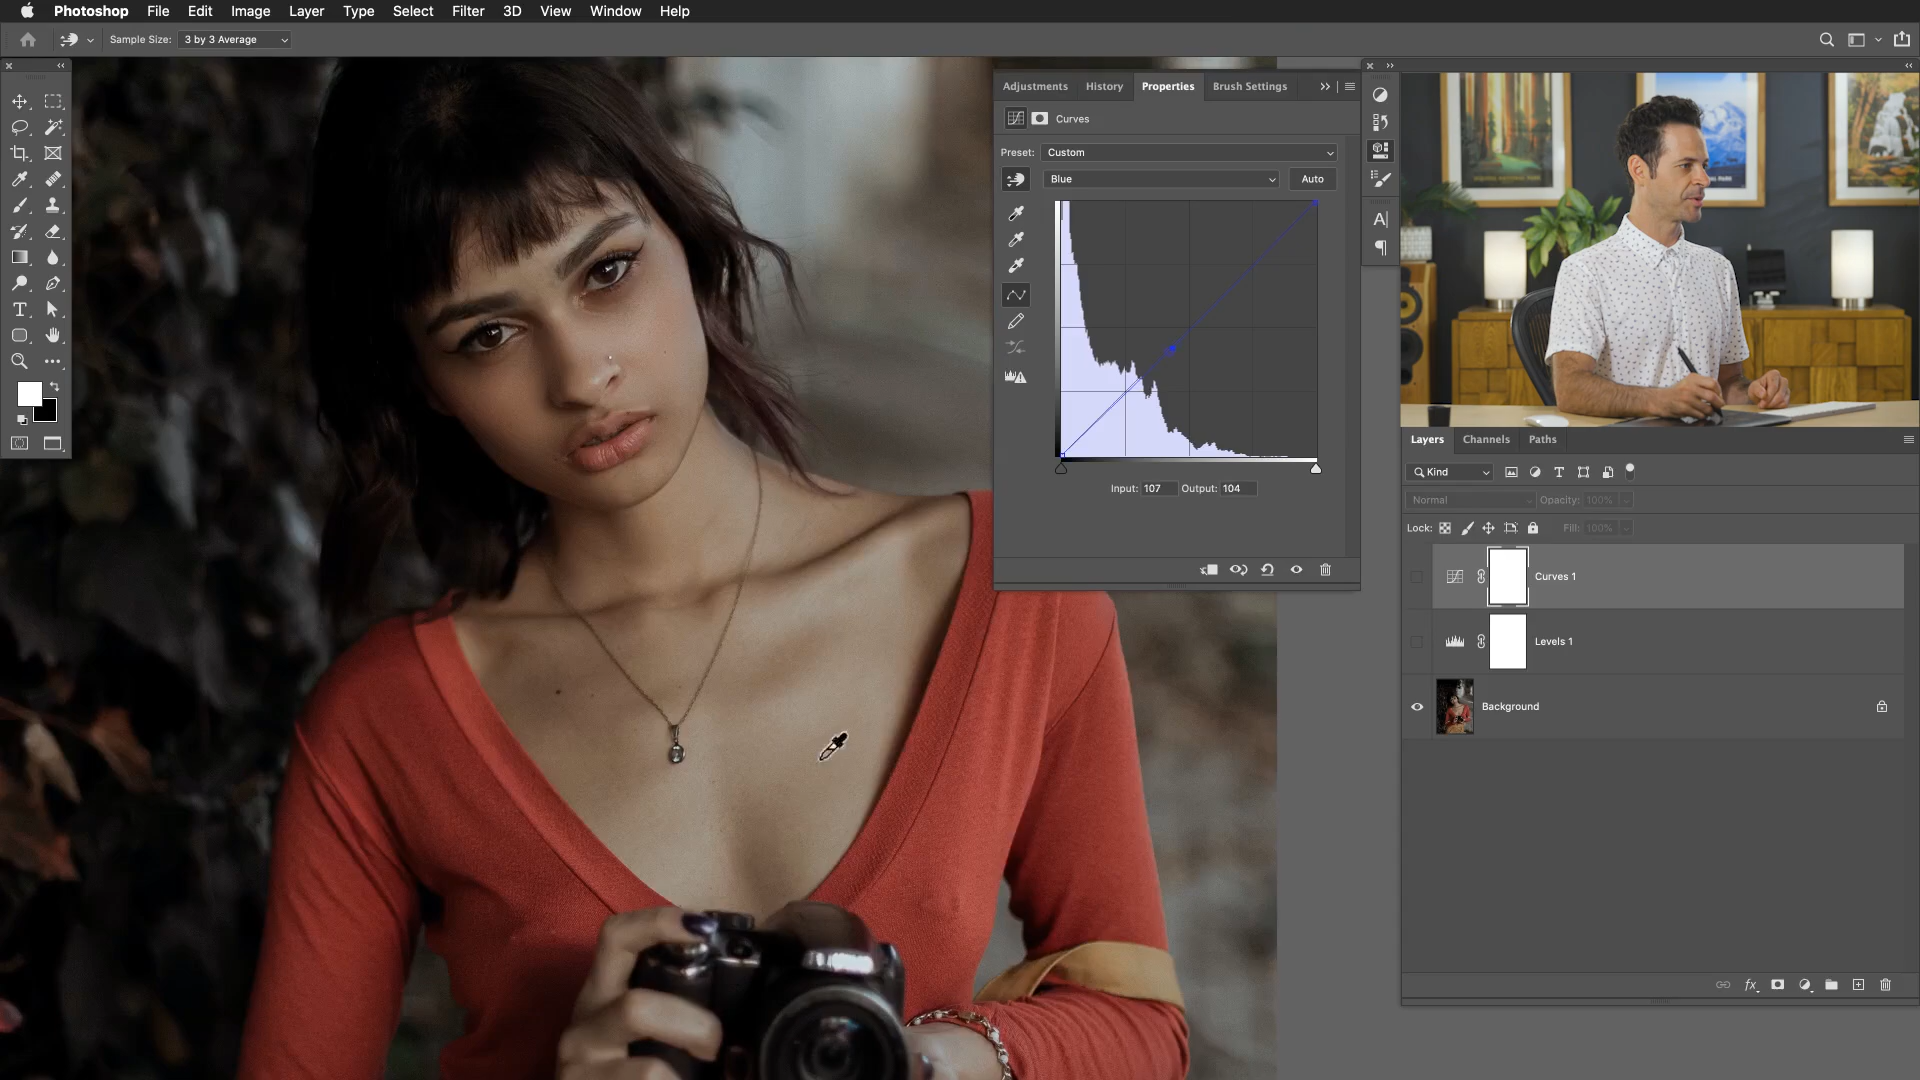 Photoshop File Edit Image Layer Type Select Filter 3D View Window Help
Sample Size: 3 by 3 Average
Adjustments History Properties Brush Settings
Curves
Preset: Custom
Blue Auto
Input: 107 Output: 104
Layers Channels Paths
Kind
Normal Opacity: 100%
Lock: Fill: 100%
Curves 1
Levels 1
Background